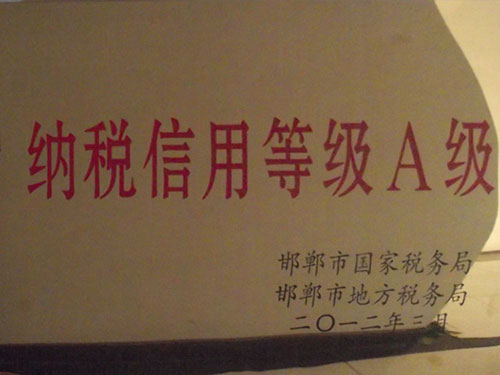 纳税信用等级A级
邯郸市国家税务局
邯郸市地方税务局
二〇一二年三月